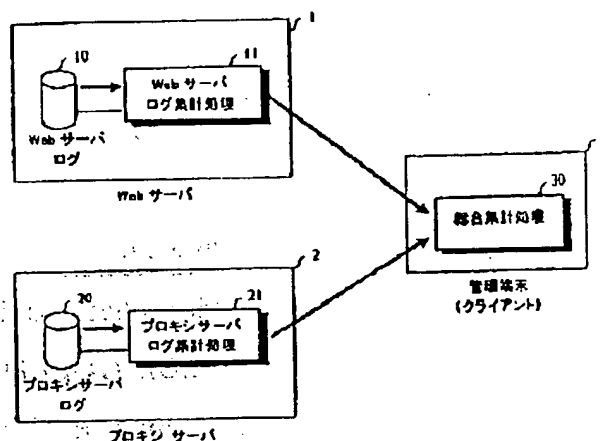 1
10
11
Web サーバ
ログ集計処理
Web サーバ
ログ
Web サーバ
30
総合集計処理
管理端末
(クライアント)
2
20
21
プロキシサーバ
ログ集計処理
プロキシサーバ
ログ
プロキシ サーバ